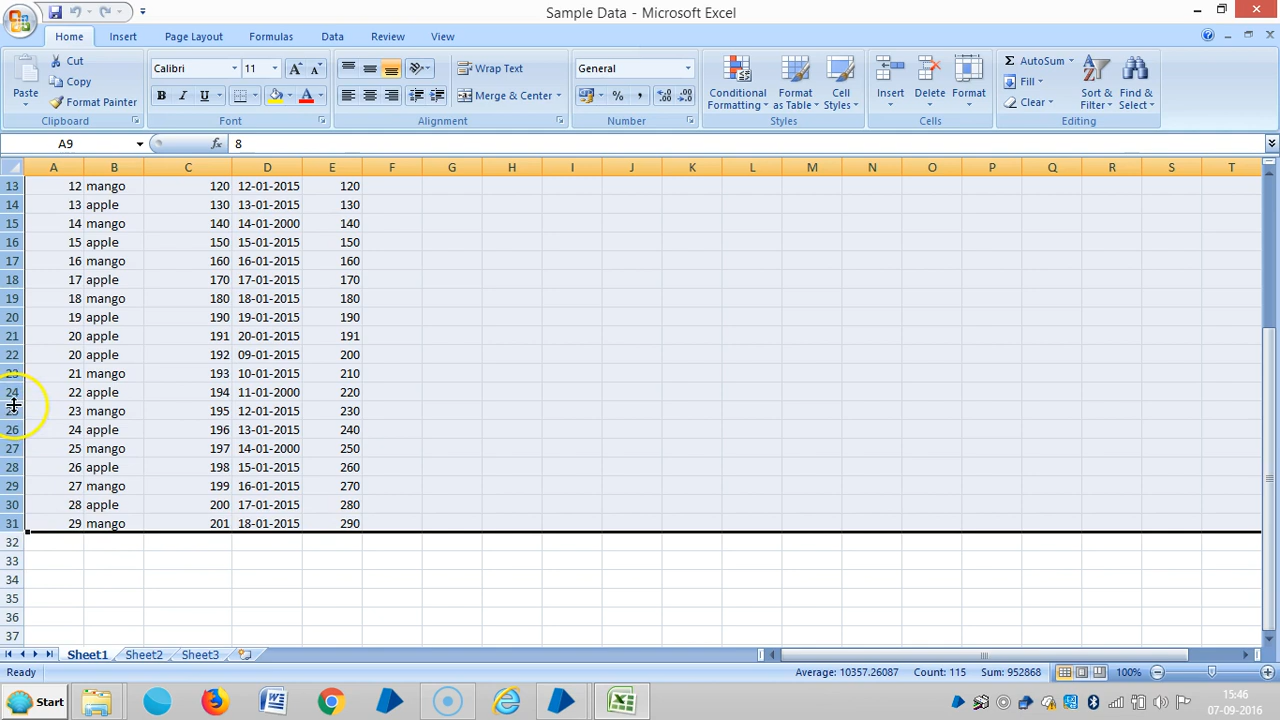 Sample Data - Microsoft Excel
Home Insert Page Layout Formulas Data Review View
Paste
Cut
Copy
Format Painter
Clipboard
Calibri 11
B I U
Font
Wrap Text
Merge & Center
Alignment
General
% ,
Number
Conditional Formatting
Format as Table
Cell Styles
Styles
Insert
Delete
Format
Cells
AutoSum
Fill
Clear
Sort & Filter
Find & Select
Editing
A9 fx 8
A B C D E F G H I J K L M N O P Q R S T
13 12 mango 120 12-01-2015 120
14 13 apple 130 13-01-2015 130
15 14 mango 140 14-01-2000 140
16 15 apple 150 15-01-2015 150
17 16 mango 160 16-01-2015 160
18 17 apple 170 17-01-2015 170
19 18 mango 180 18-01-2015 180
20 19 apple 190 19-01-2015 190
21 20 apple 191 20-01-2015 191
22 20 apple 192 09-01-2015 200
23 21 mango 193 10-01-2015 210
24 22 apple 194 11-01-2000 220
25 23 mango 195 12-01-2015 230
26 24 apple 196 13-01-2015 240
27 25 mango 197 14-01-2000 250
28 26 apple 198 15-01-2015 260
29 27 mango 199 16-01-2015 270
30 28 apple 200 17-01-2015 280
31 29 mango 201 18-01-2015 290
32
33
34
35
36
37
Sheet1 Sheet2 Sheet3
Ready Average: 10357.26087 Count: 115 Sum: 952868 100%
Start
15:46
07-09-2016